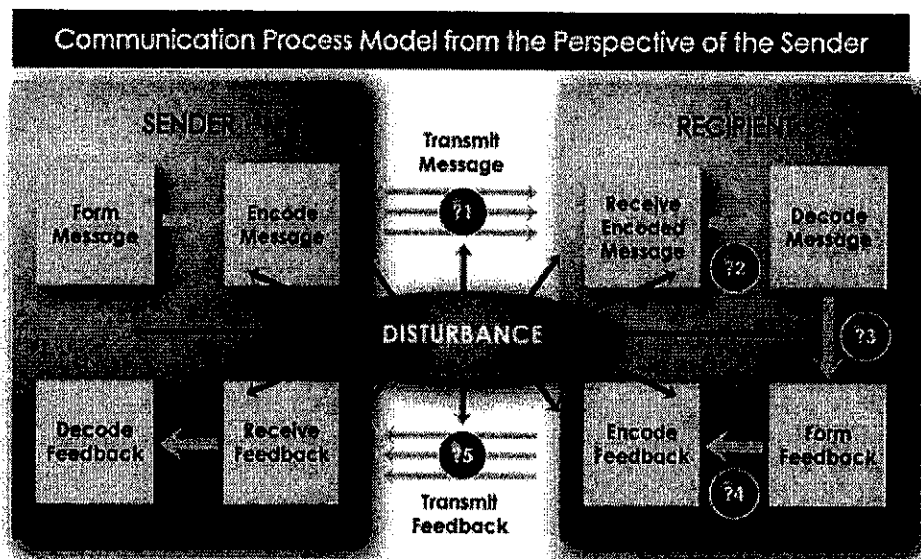 Communication Process Model from the Perspective of the Sender
SENDER
Transmit
Message
RECIPIENT
Form
Message
Encode
Message
?1
Receive
Encoded
Message
?2
Decode
Message
DISTURBANCE
?3
Decode
Feedback
Receive
Feedback
?5
Transmit
Feedback
Encode
Feedback
?4
Form
Feedback